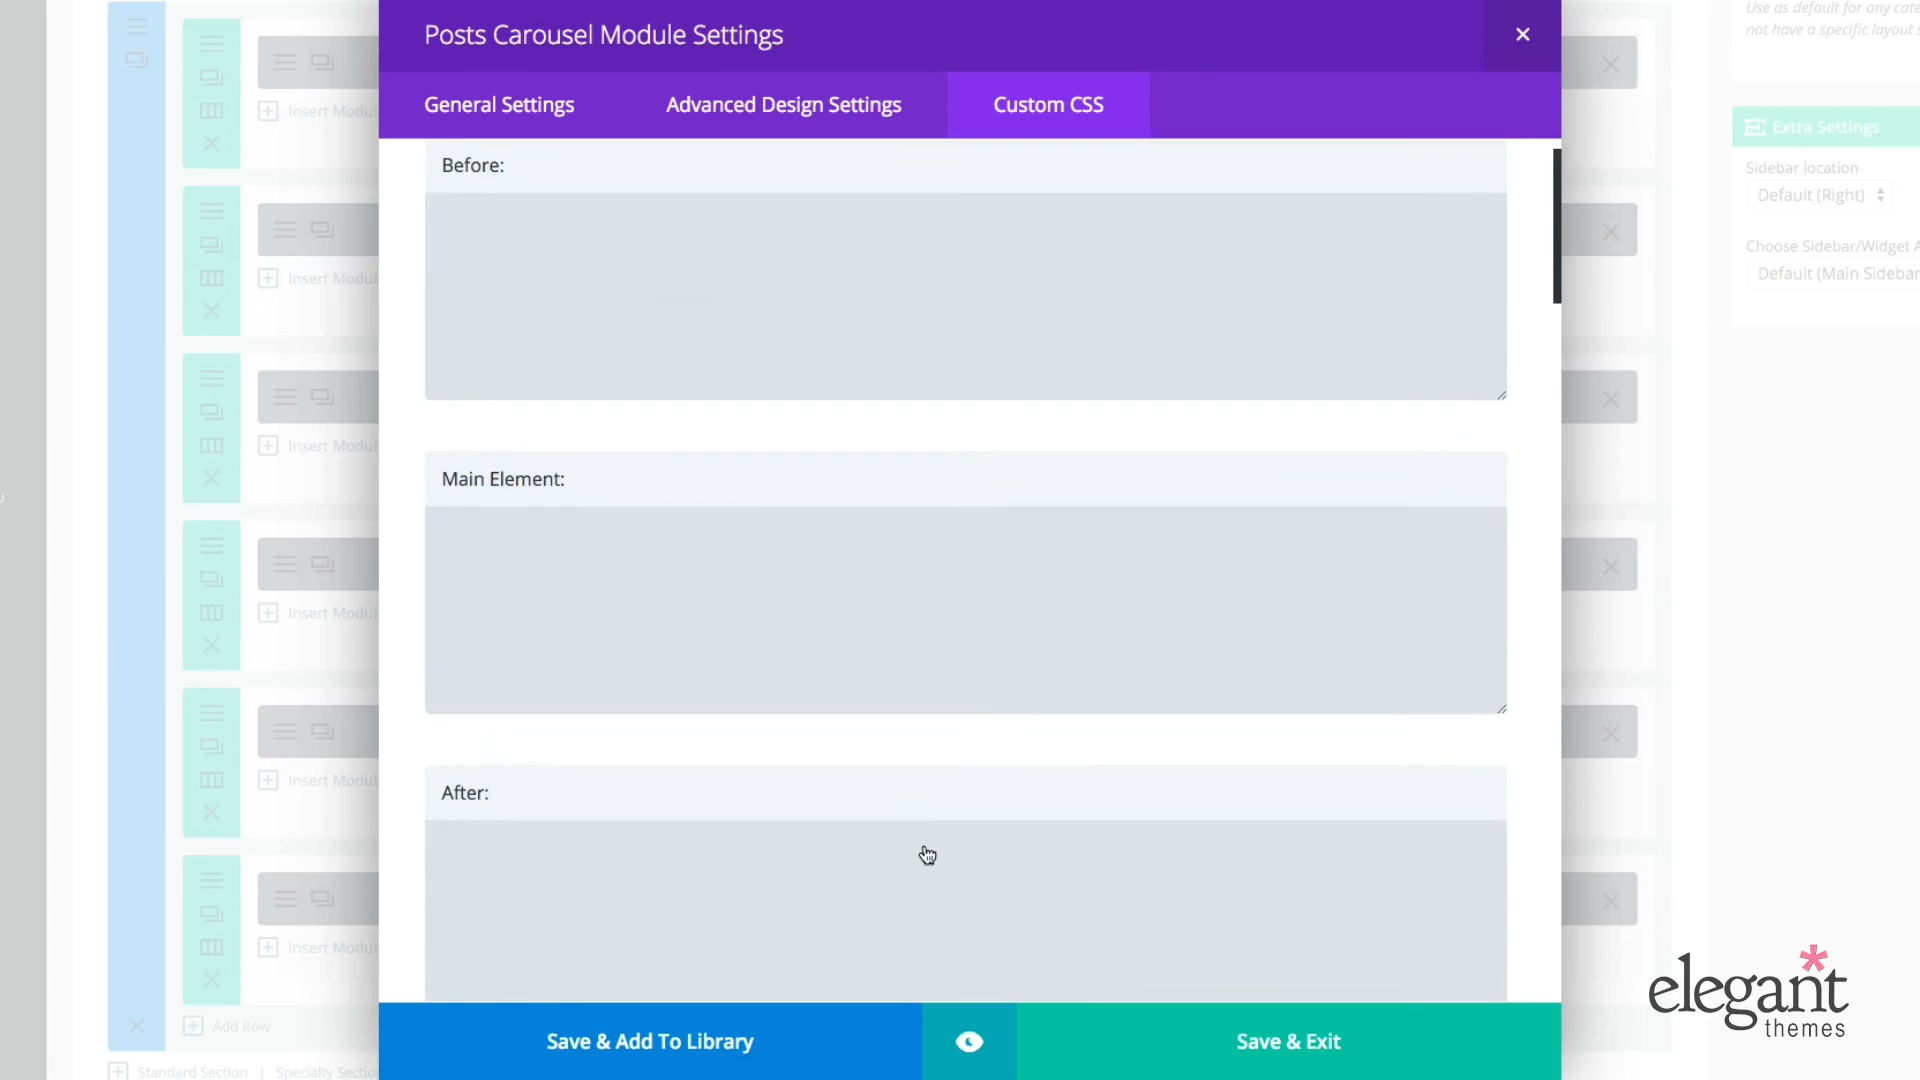 Posts Carousel Module Settings
General Settings
Advanced Design Settings
Custom CSS
Before:
Main Element:
After:
Save & Add To Library
Save & Exit
Use as default for any cate
not have a specific layout s
Extra Settings
Sidebar location
Default (Right)
Choose Sidebar/Widget A
Default (Main Sidebar
Insert Modul
Insert Modul
Insert Modul
Insert Modul
Insert Modul
Insert Modul
Add Row
Standard Section | Specialty Sectio
elegant
themes